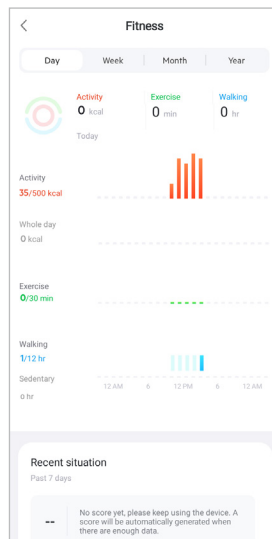 Fitness
Day Week Month Year
Activity Exercise Walking
0 kcal 0 min 0 hr
Today
Activity
35/500 kcal
Whole day
0 kcal
Exercise
0/30 min
Walking
1/12 hr
Sedentary
0 hr
12 AM 6 12 PM 6 12 AM
Recent situation
Past 7 days
-- No score yet, please keep using the device. A
score will be automatically generated when
there are enough data.